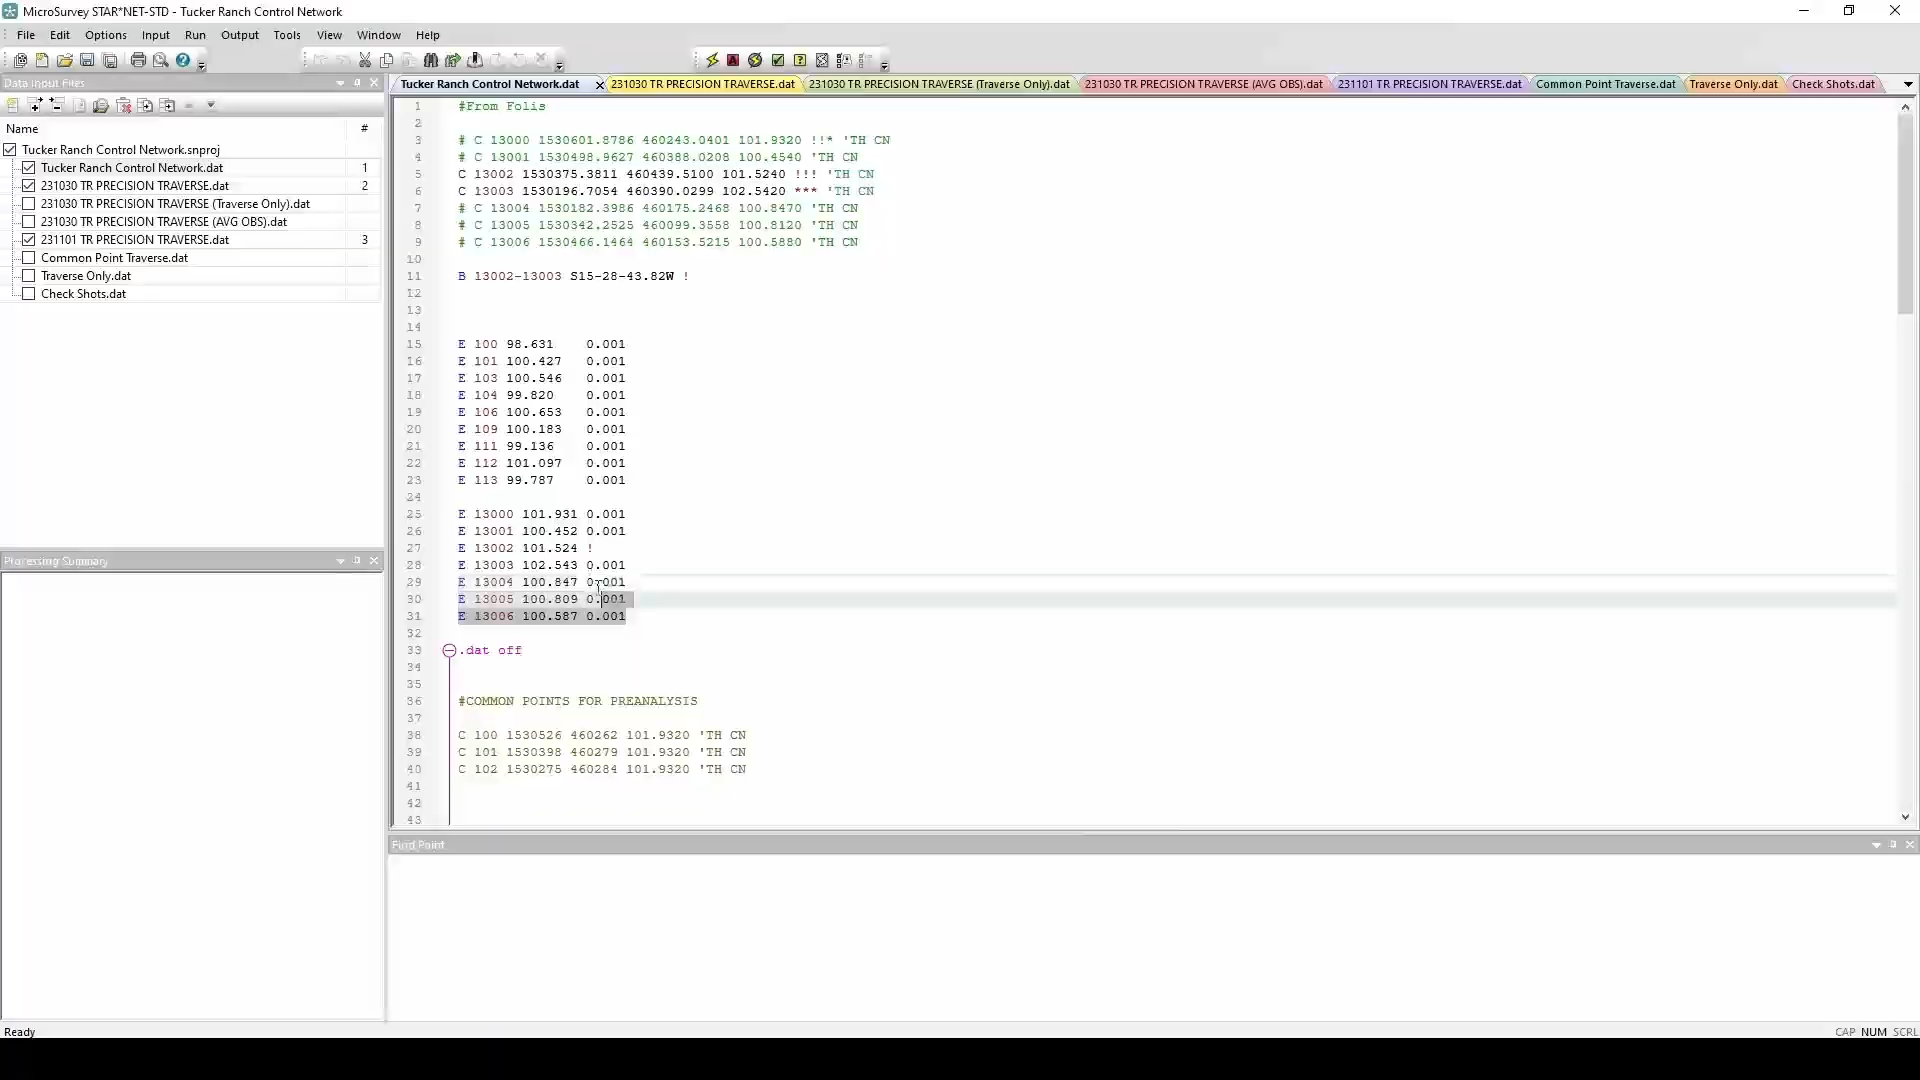 MicroSurvey STAR*NET-STD - Tucker Ranch Control Network
File Edit Options Input Run Output Tools View Window Help
Data Input Files
Name #
Tucker Ranch Control Network.snproj
Tucker Ranch Control Network.dat 1
231030 TR PRECISION TRAVERSE.dat 2
231030 TR PRECISION TRAVERSE (Traverse Only).dat
231030 TR PRECISION TRAVERSE (AVG OBS).dat
231101 TR PRECISION TRAVERSE.dat 3
Common Point Traverse.dat
Traverse Only.dat
Check Shots.dat
Processing Summary
Tucker Ranch Control Network.dat 231030 TR PRECISION TRAVERSE.dat 231030 TR PRECISION TRAVERSE (Traverse Only).dat 231030 TR PRECISION TRAVERSE (AVG OBS).dat 231101 TR PRECISION TRAVERSE.dat Common Point Traverse.dat Traverse Only.dat Check Shots.dat
1 #From Folis
2
3 # C 13000 1530601.8786 460243.0401 101.9320 !!* 'TH CN
4 # C 13001 1530498.9627 460388.0208 100.4540 'TH CN
5 C 13002 1530375.3811 460439.5100 101.5240 !!! 'TH CN
6 C 13003 1530196.7054 460390.0299 102.5420 *** 'TH CN
7 # C 13004 1530182.3986 460175.2468 100.8470 'TH CN
8 # C 13005 1530342.2525 460099.3558 100.8120 'TH CN
9 # C 13006 1530466.1464 460153.5215 100.5880 'TH CN
10
11 B 13002-13003 S15-28-43.82W !
12
13
14
15 E 100 98.631 0.001
16 E 101 100.427 0.001
17 E 103 100.546 0.001
18 E 104 99.820 0.001
19 E 106 100.653 0.001
20 E 109 100.183 0.001
21 E 111 99.136 0.001
22 E 112 101.097 0.001
23 E 113 99.787 0.001
24
25 E 13000 101.931 0.001
26 E 13001 100.452 0.001
27 E 13002 101.524 !
28 E 13003 102.543 0.001
29 E 13004 100.847 0.001
30 E 13005 100.809 0.001
31 E 13006 100.587 0.001
32
33 .dat off
34
35
36 #COMMON POINTS FOR PREANALYSIS
37
38 C 100 1530526 460262 101.9320 'TH CN
39 C 101 1530398 460279 101.9320 'TH CN
40 C 102 1530275 460284 101.9320 'TH CN
41
42
43
Find Point
Ready
CAP NUM SCRL